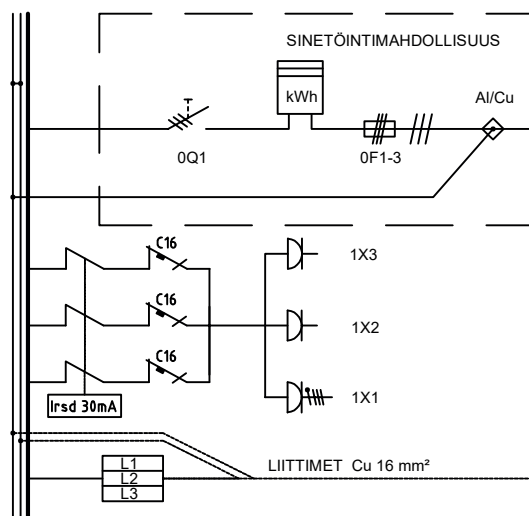 SINETÖINTIMAHDOLLISUUS
kWh
Al/Cu
0Q1
0F1-3
C16
1X3
C16
1X2
C16
1X1
Irsd 30mA
LIITTIMET Cu 16 mm²
L1
L2
L3